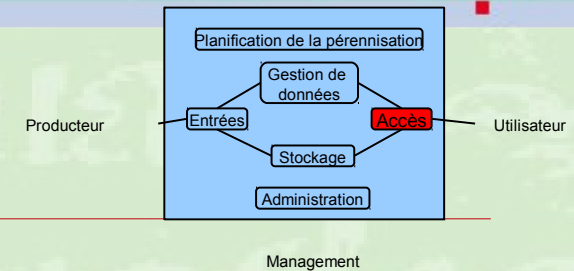 Planification de la pérennisation
Gestion de
données
Producteur
Entrées
Accès
Utilisateur
Stockage
Administration
Management